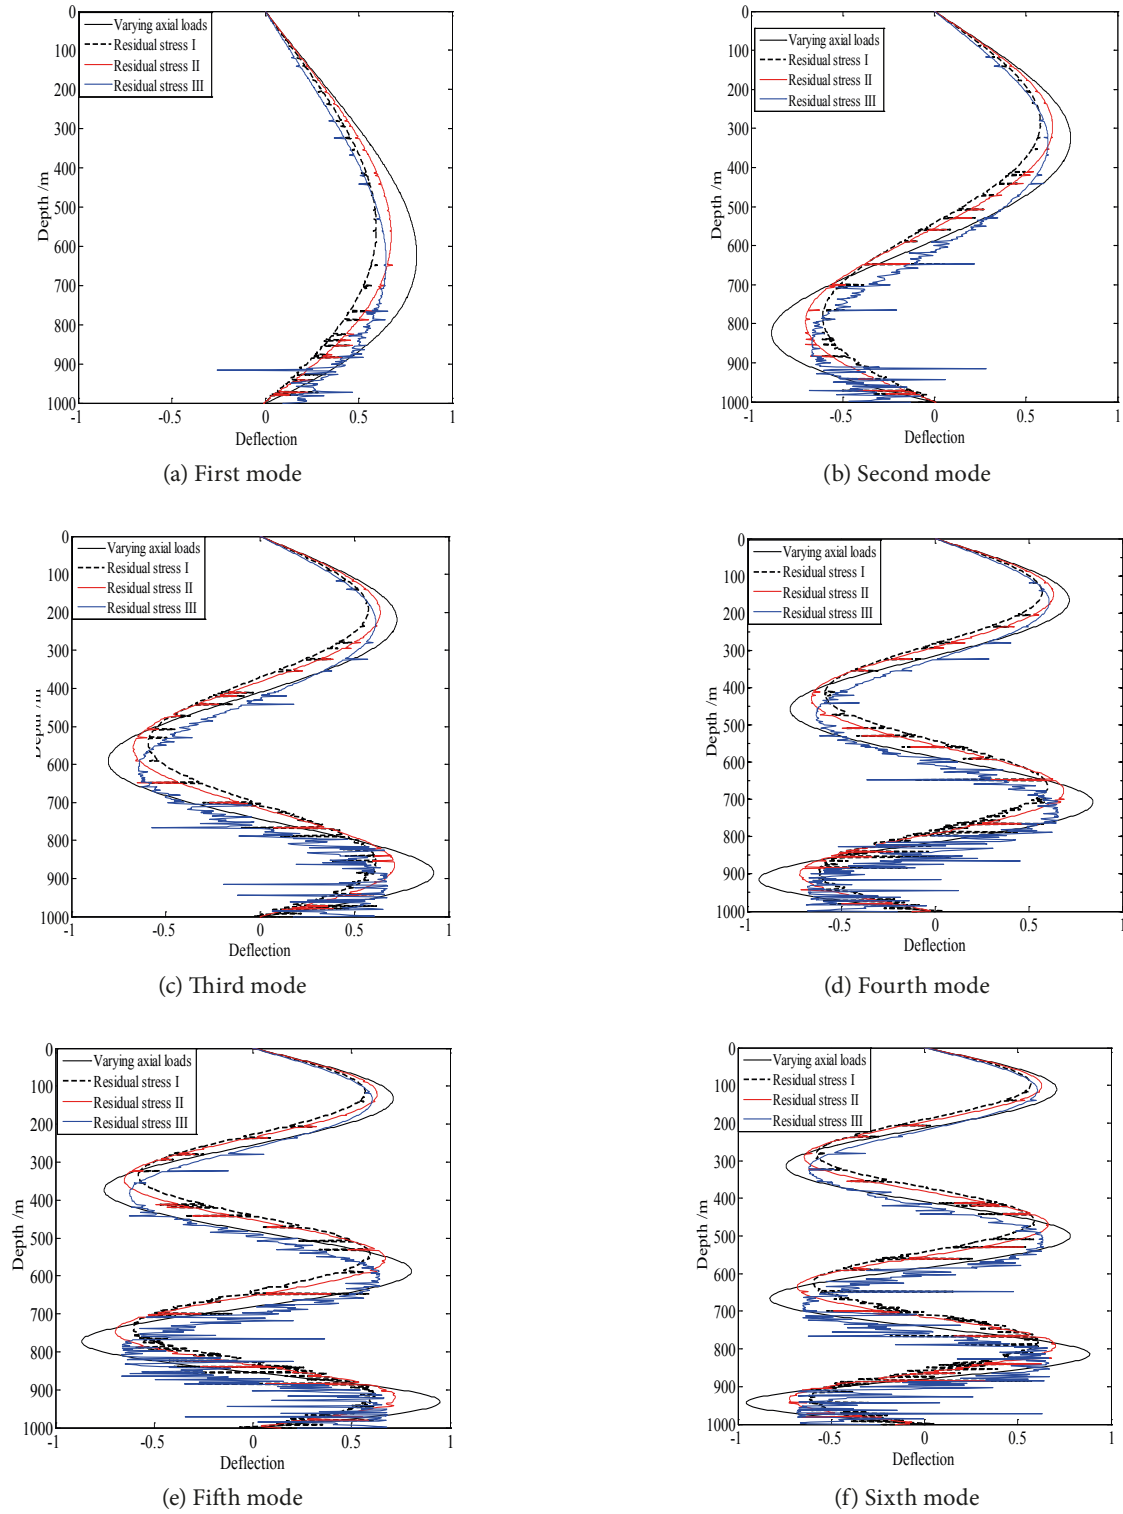 0
100
200
300
400
500
600
700
800
900
1000
Depth /m
Varying axial loads
Residual stress I
Residual stress II
Residual stress III
-1
-0.5
0
0.5
1
Deflection
(a) First mode
0
100
200
300
400
500
600
700
800
900
1000
Depth /m
Varying axial loads
Residual stress I
Residual stress II
Residual stress III
-1
-0.5
0
0.5
1
Deflection
(b) Second mode
0
100
200
300
400
500
600
700
800
900
1000
Depth /m
Varying axial loads
Residual stress I
Residual stress II
Residual stress III
-1
-0.5
0
0.5
1
Deflection
(c) Third mode
0
100
200
300
400
500
600
700
800
900
1000
Depth /m
Varying axial loads
Residual stress I
Residual stress II
Residual stress III
-1
-0.5
0
0.5
1
Deflection
(d) Fourth mode
0
100
200
300
400
500
600
700
800
900
1000
Depth /m
Varying axial loads
Residual stress I
Residual stress II
Residual stress III
-1
-0.5
0
0.5
1
Deflection
(e) Fifth mode
0
100
200
300
400
500
600
700
800
900
1000
Depth /m
Varying axial loads
Residual stress I
Residual stress II
Residual stress III
-1
-0.5
0
0.5
1
Deflection
(f) Sixth mode